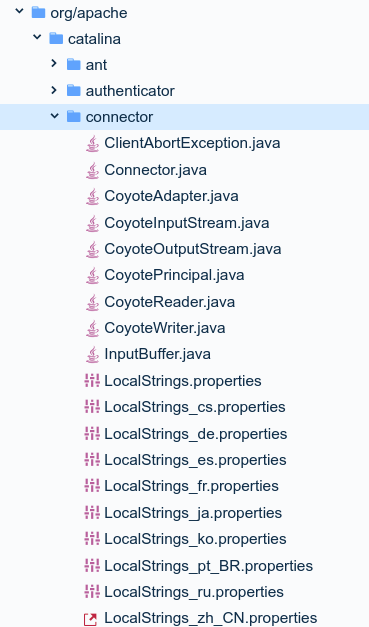 org/apache
catalina
ant
authenticator
connector
ClientAbortException.java
Connector.java
CoyoteAdapter.java
CoyoteInputStream.java
CoyoteOutputStream.java
CoyotePrincipal.java
CoyoteReader.java
CoyoteWriter.java
InputBuffer.java
LocalStrings.properties
LocalStrings_cs.properties
LocalStrings_de.properties
LocalStrings_es.properties
LocalStrings_fr.properties
LocalStrings_ja.properties
LocalStrings_ko.properties
LocalStrings_pt_BR.properties
LocalStrings_ru.properties
LocalStrings_zh_CN.properties